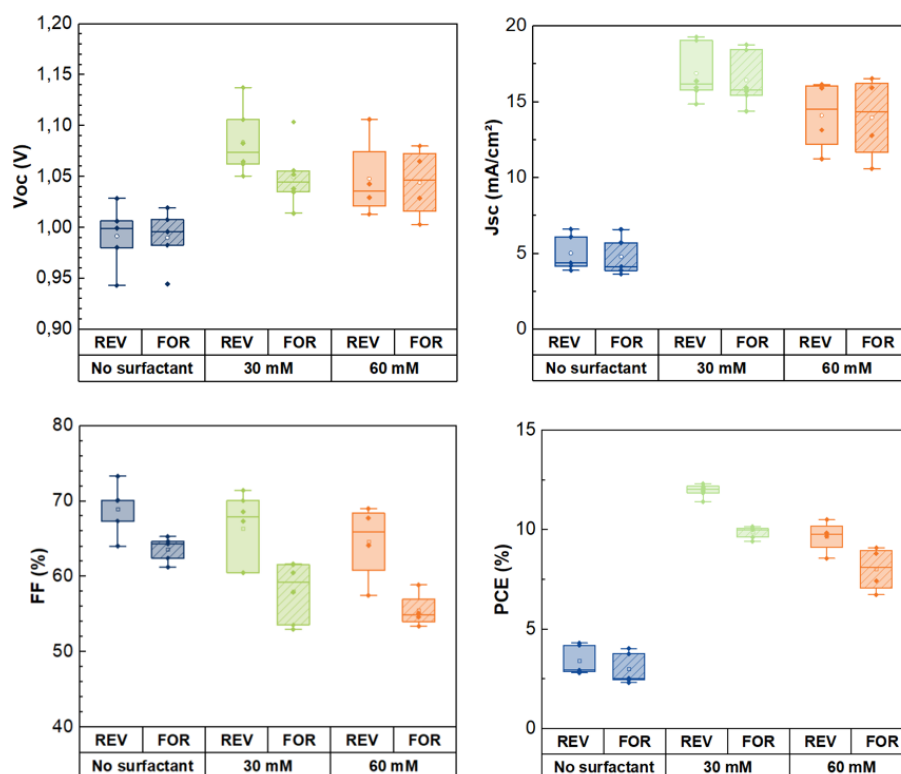 Voc (V)
1,20
1,15
1,10
1,05
1,00
0,95
0,90
REV FOR REV FOR REV FOR
No surfactant 30 mM 60 mM
Jsc (mA/cm²)
20
15
10
5
0
REV FOR REV FOR REV FOR
No surfactant 30 mM 60 mM
FF (%)
80
70
60
50
40
REV FOR REV FOR REV FOR
No surfactant 30 mM 60 mM
PCE (%)
15
10
5
0
REV FOR REV FOR REV FOR
No surfactant 30 mM 60 mM